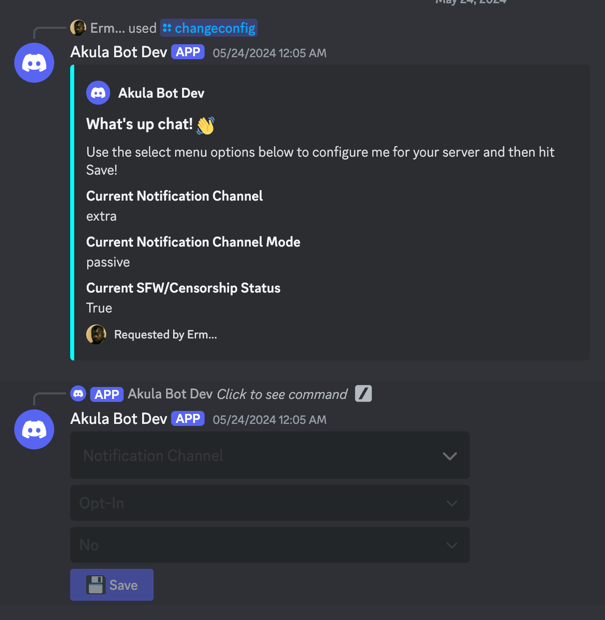 Erm... used changeconfig
Akula Bot Dev APP 05/24/2024 12:05 AM
Akula Bot Dev
What's up chat! 👋
Use the select menu options below to configure me for your server and then hit
Save!
Current Notification Channel
extra
Current Notification Channel Mode
passive
Current SFW/Censorship Status
True
Requested by Erm...
APP Akula Bot Dev Click to see command
Akula Bot Dev APP 05/24/2024 12:05 AM
Notification Channel
Opt-In
No
💾 Save